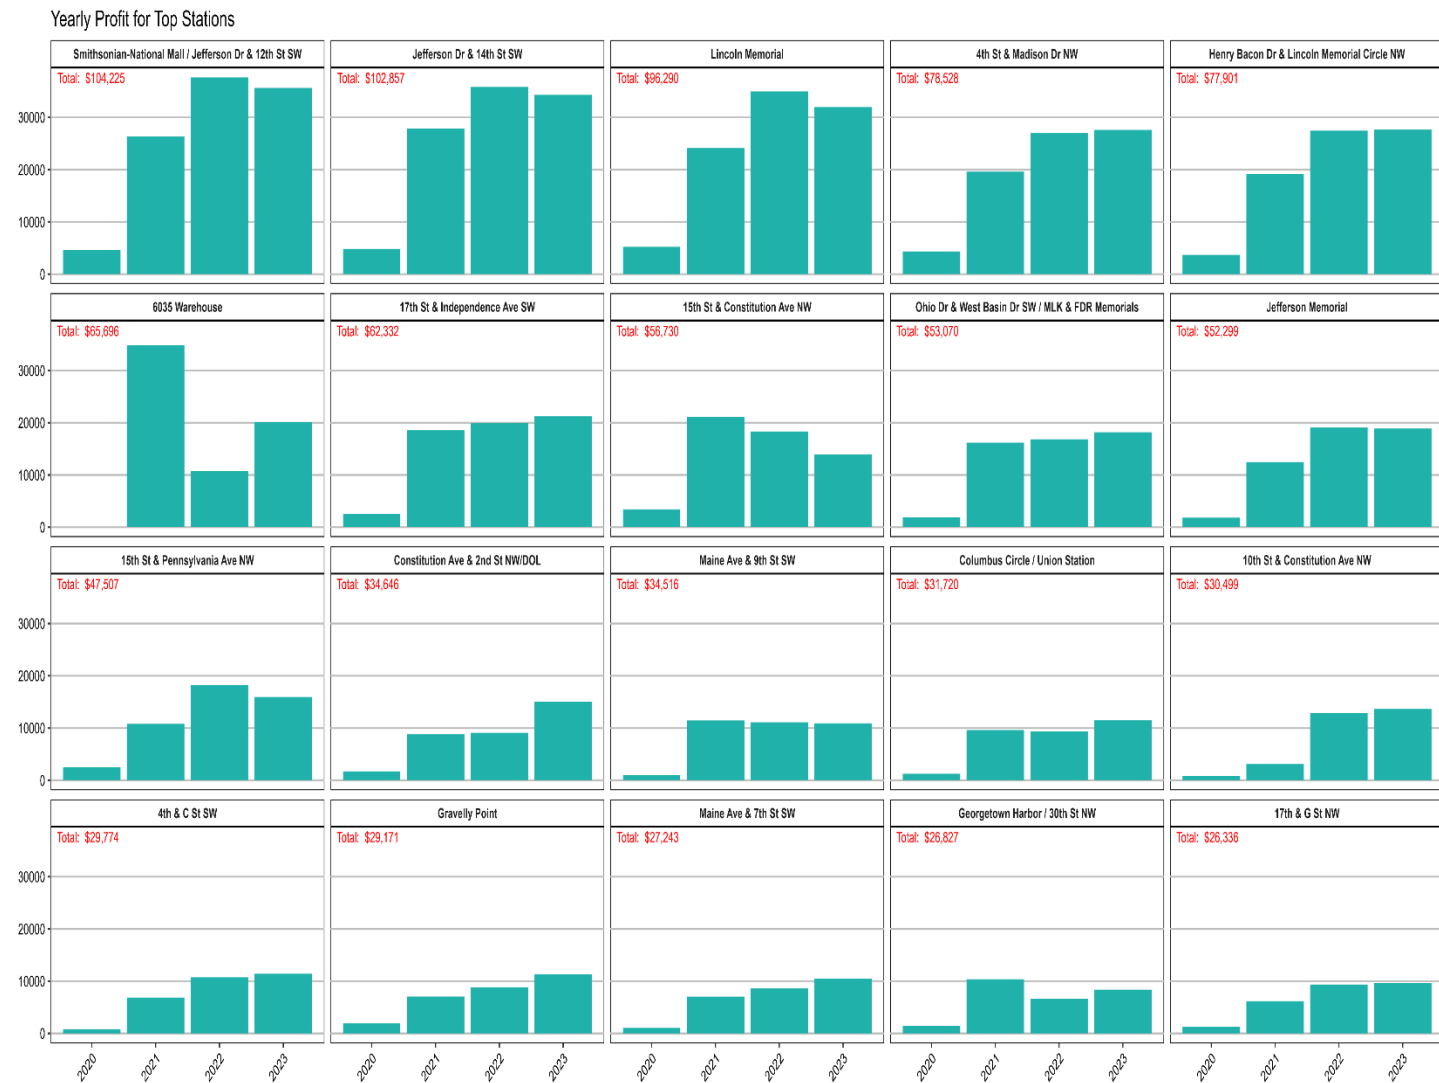 Yearly Profit for Top Stations
Smithsonian-National Mall / Jefferson Dr & 12th St SW
Jefferson Dr & 14th St SW
Lincoln Memorial
4th St & Madison Dr NW
Henry Bacon Dr & Lincoln Memorial Circle NW
Total: $104,225
Total: $102,857
Total: $96,290
Total: $78,528
Total: $77,901
30000
20000
10000
0
6035 Warehouse
17th St & Independence Ave SW
15th St & Constitution Ave NW
Ohio Dr & West Basin Dr SW / MLK & FDR Memorials
Jefferson Memorial
Total: $65,696
Total: $62,332
Total: $56,730
Total: $53,070
Total: $52,299
30000
20000
10000
0
15th St & Pennsylvania Ave NW
Constitution Ave & 2nd St NW/DOL
Maine Ave & 9th St SW
Columbus Circle / Union Station
10th St & Constitution Ave NW
Total: $47,507
Total: $34,646
Total: $34,516
Total: $31,720
Total: $30,499
30000
20000
10000
0
4th & C St SW
Gravelly Point
Maine Ave & 7th St SW
Georgetown Harbor / 30th St NW
17th & G St NW
Total: $29,774
Total: $29,171
Total: $27,243
Total: $26,827
Total: $26,336
30000
20000
10000
0
2020 2021 2022 2023
2020 2021 2022 2023
2020 2021 2022 2023
2020 2021 2022 2023
2020 2021 2022 2023